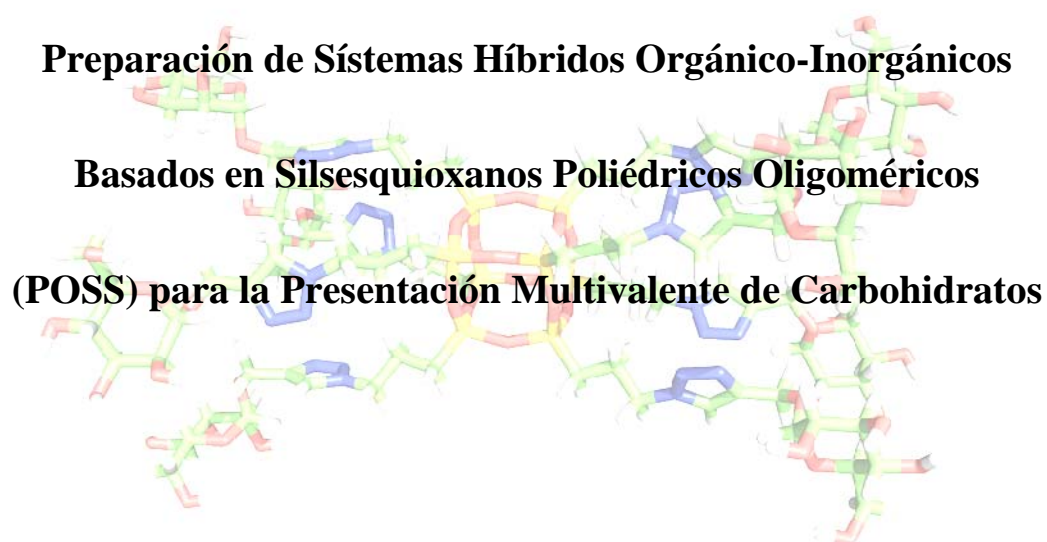 Preparación de Sístemas Híbridos Orgánico-Inorgánicos
Basados en Silsesquioxanos Poliédricos Oligoméricos
(POSS) para la Presentación Multivalente de Carbohidratos